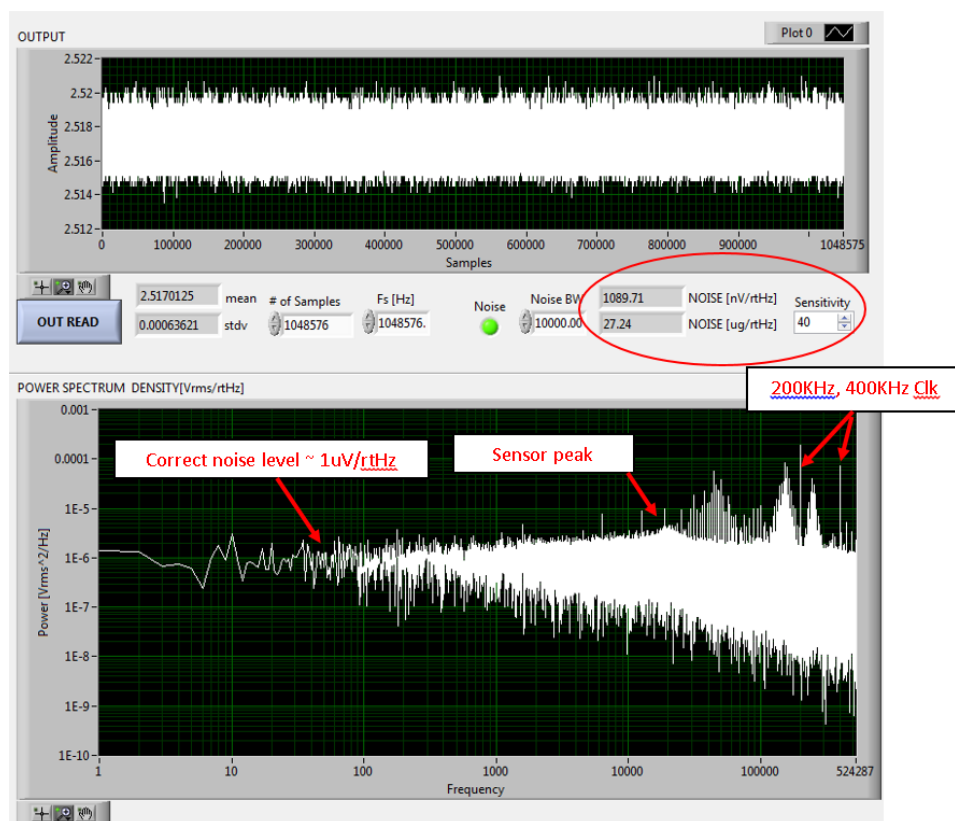 OUTPUT
Plot 0
2.522
2.52
2.518
2.516
2.514
2.512
Amplitude
0 100000 200000 300000 400000 500000 600000 700000 800000 900000 1048575
Samples
OUT READ
2.5170125 mean
0.00063621 stdv
# of Samples
1048576
Fs [Hz]
1048576.
Noise
Noise BW
10000.00
1089.71 NOISE [nV/rtHz]
27.24 NOISE [ug/rtHz]
Sensitivity
40
POWER SPECTRUM DENSITY[Vrms/rtHz]
200KHz, 400KHz Clk
Correct noise level ~ 1uV/rtHz
Sensor peak
0.001
0.0001
1E-5
1E-6
1E-7
1E-8
1E-9
1E-10
Power [Vrms^2/Hz]
1 10 100 1000 10000 100000 524287
Frequency